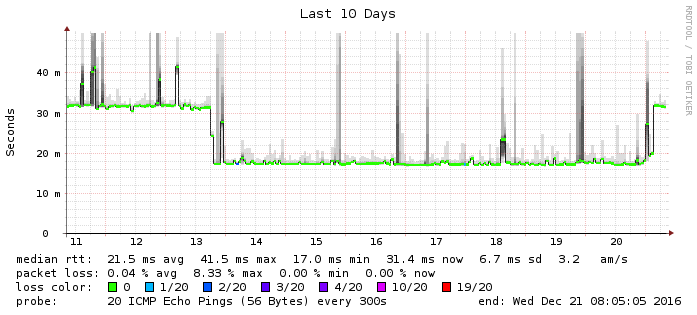 Last 10 Days
RRDTOOL / TOBI OETIKER
Seconds
40 m
30 m
20 m
10 m
0
11 12 13 14 15 16 17 18 19 20
median rtt: 21.5 ms avg 41.5 ms max 17.0 ms min 31.4 ms now 6.7 ms sd 3.2 am/s
packet loss: 0.04 % avg 8.33 % max 0.00 % min 0.00 % now
loss color: 0 1/20 2/20 3/20 4/20 10/20 19/20
probe: 20 ICMP Echo Pings (56 Bytes) every 300s end: Wed Dec 21 08:05:05 2016